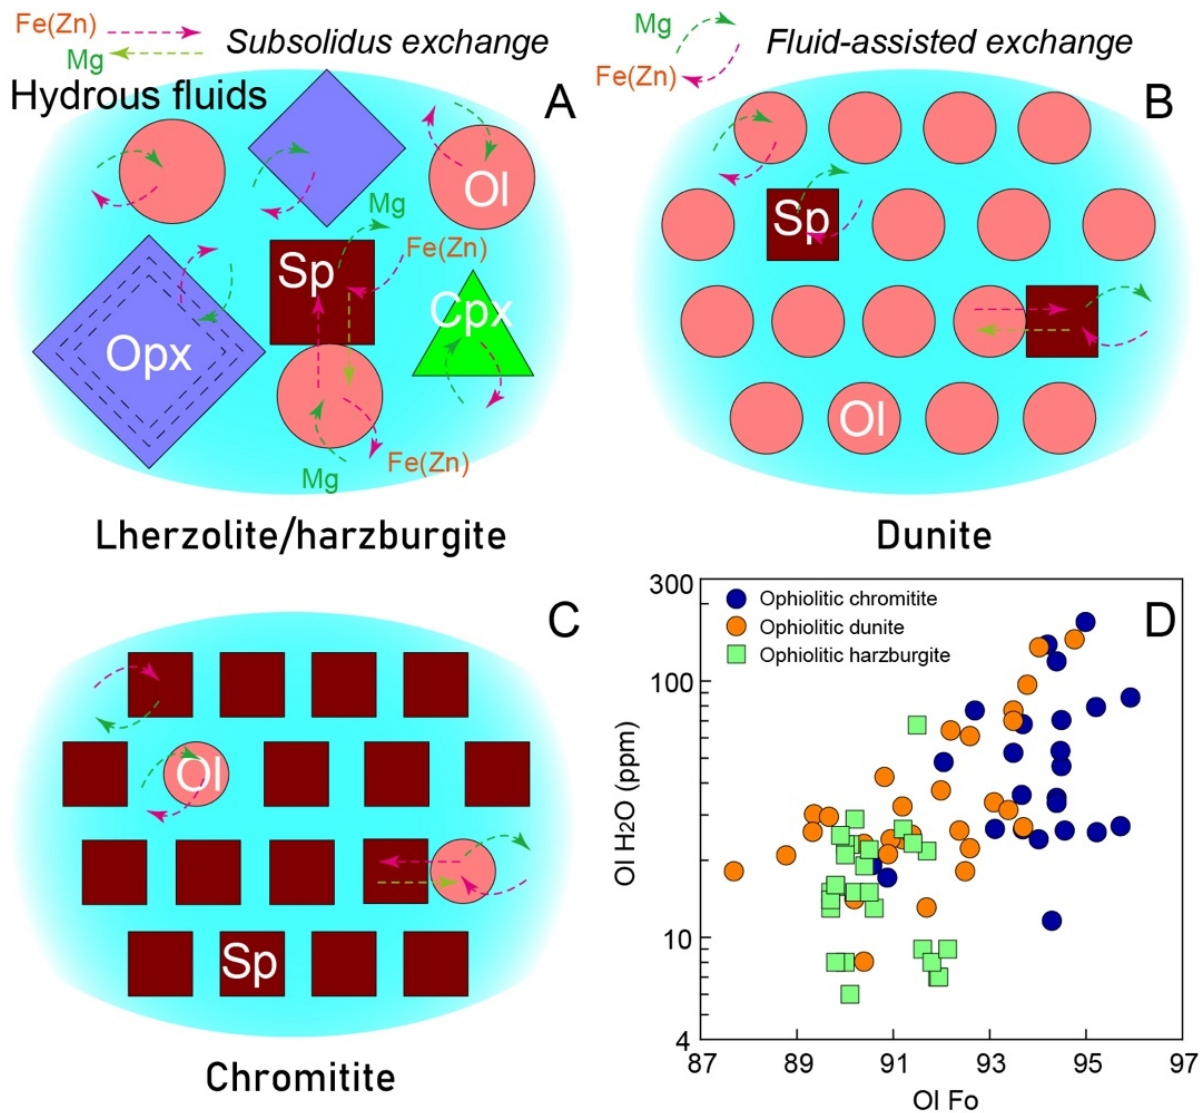 Fe(Zn)
Mg
Subsolidus exchange
Mg
Fe(Zn)
Fluid-assisted exchange
Hydrous fluids
A
Ol
Mg
Fe(Zn)
Sp
Cpx
Opx
Mg
Fe(Zn)
Lherzolite/harzburgite
B
Sp
Ol
Dunite
C
Ol
Sp
Chromitite
D
Ophiolitic chromitite
Ophiolitic dunite
Ophiolitic harzburgite
300
100
10
4
Ol H2O (ppm)
87 89 91 93 95 97
Ol Fo